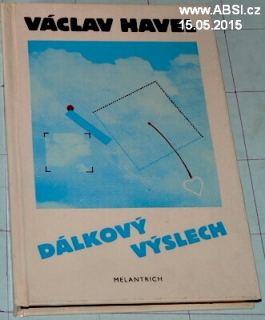 www.ABSI.cz
15.05.2015
VÁCLAV HAVEL
DÁLKOVÝ
VÝSLECH
MELANTRICH